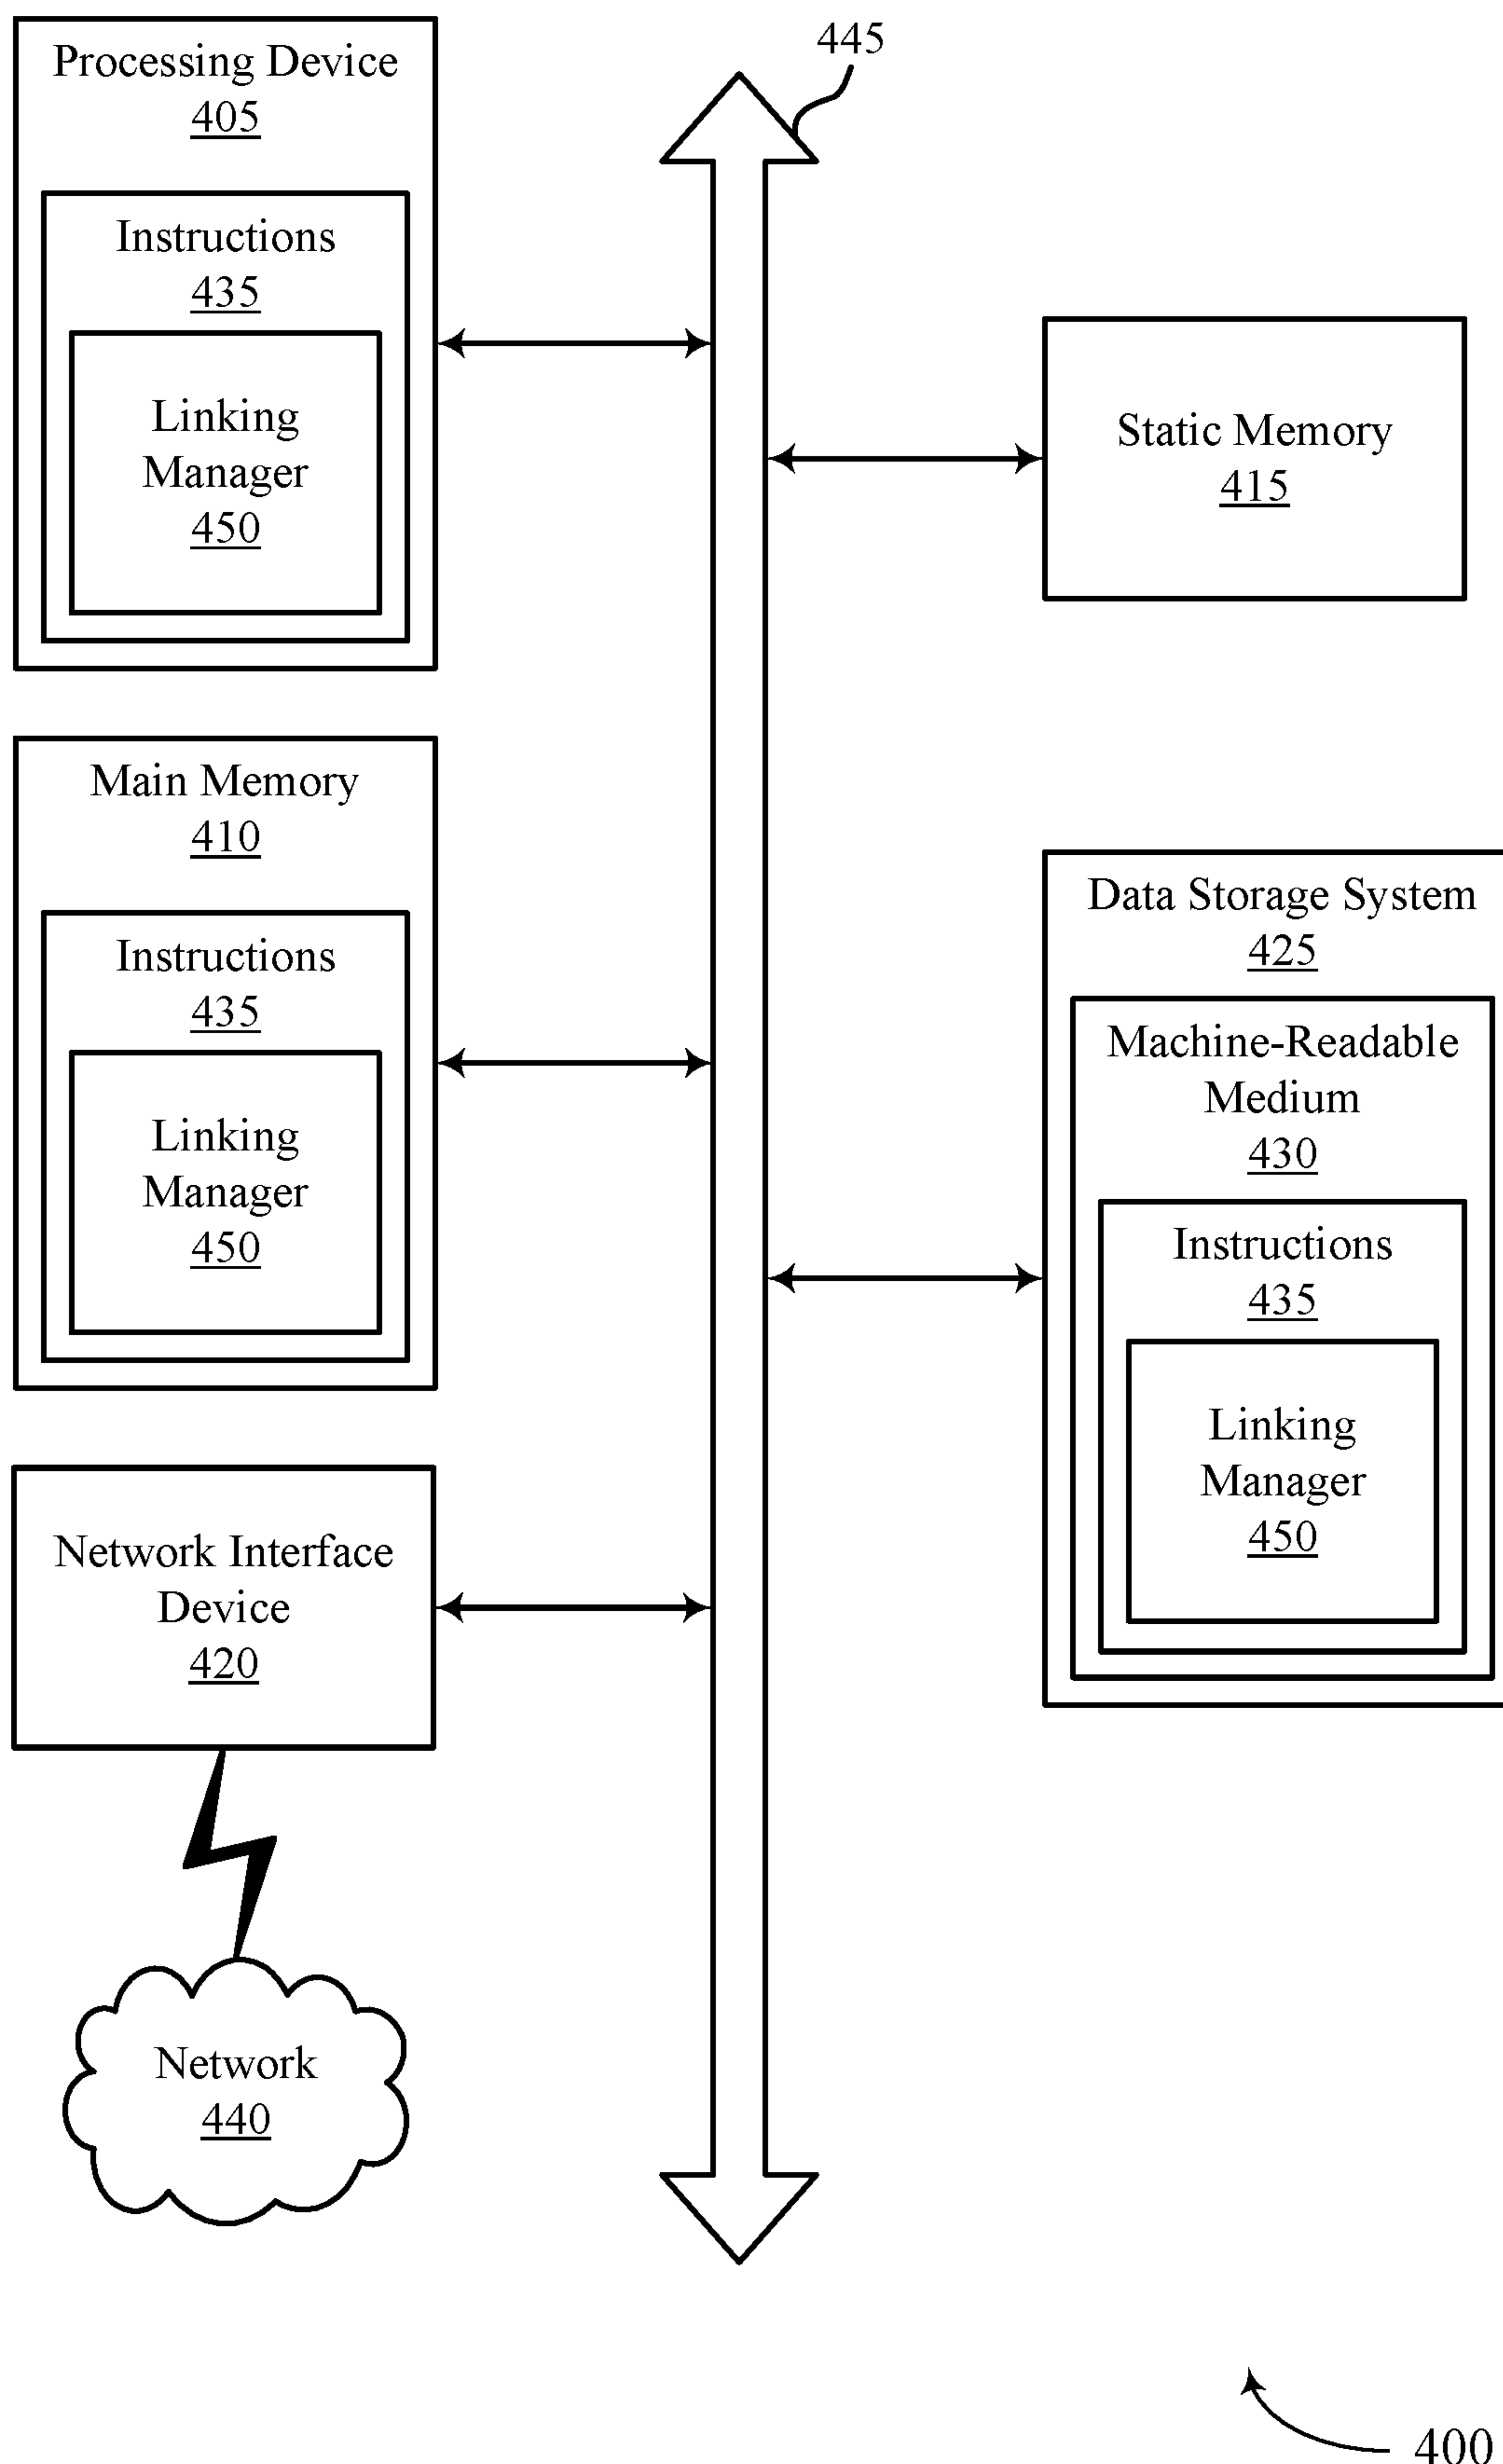 Processing Device
405
Instructions
435
Linking
Manager
450
445
Static Memory
415
Main Memory
410
Instructions
435
Linking
Manager
450
Data Storage System
425
Machine-Readable
Medium
430
Instructions
435
Linking
Manager
450
Network Interface
Device
420
Network
440
400